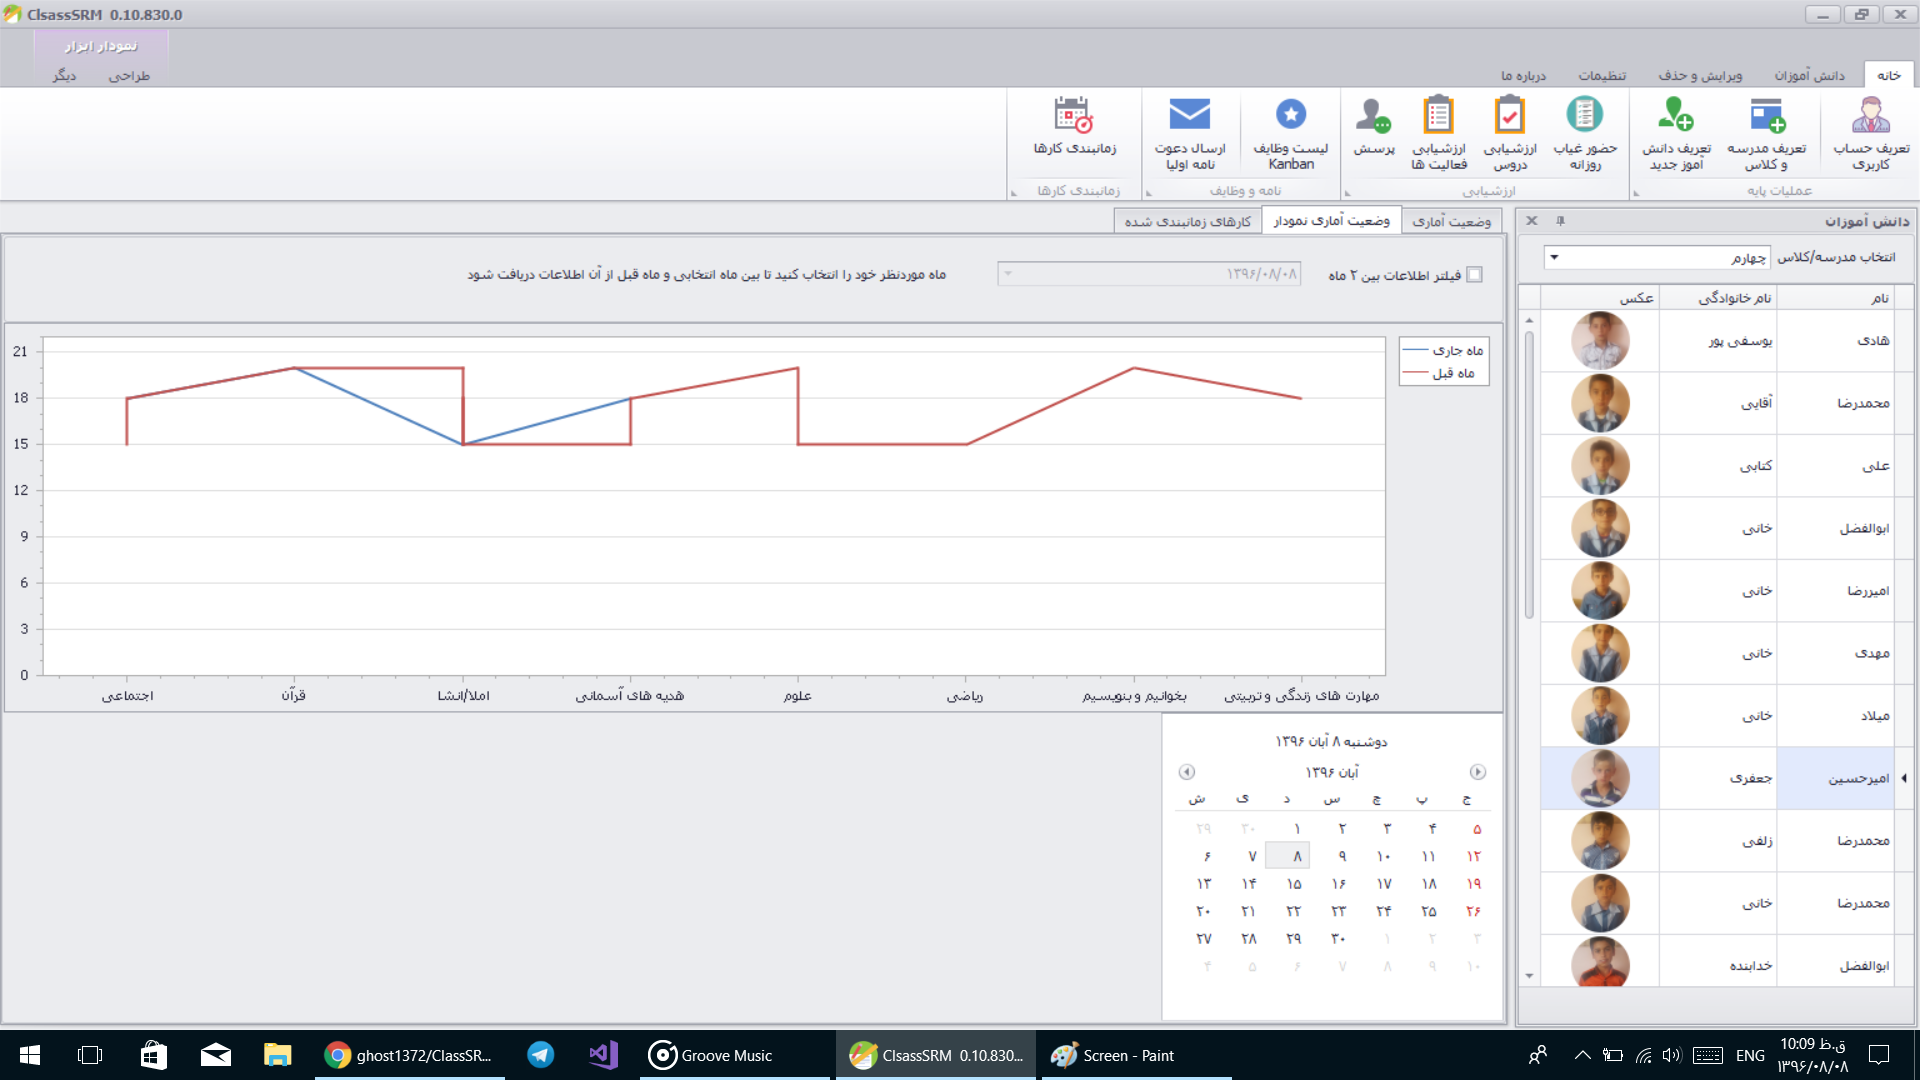 ClsassSRM 0.10.830.0
نمودار ابزار
خانه
دانش آموزان
ویرایش و حذف
تنظیمات
درباره ما
طراحی
دیگر
تعریف حساب
کاربری
تعریف مدرسه
و کلاس
تعریف دانش
آموز جدید
عملیات پایه
حضور غیاب
روزانه
ارزشیابی
دروس
ارزشیابی
فعالیت ها
پرسش
ارزشیابی
لیست وظایف
Kanban
ارسال دعوت
نامه اولیا
نامه و وظایف
زمانبندی کارها
زمانبندی کارها
دانش آموزان
انتخاب مدرسه/کلاس
چهارم
نام
نام خانوادگی
عکس
هادی
یوسفی پور
محمدرضا
آقایی
علی
کتابی
ابوالفضل
خانی
امیررضا
خانی
مهدی
خانی
میلاد
خانی
امیرحسین
جعفری
محمدرضا
زلفی
محمدرضا
خانی
ابوالفضل
خدابنده
وضعیت آماری
وضعیت آماری نمودار
کارهای زمانبندی شده
فیلتر اطلاعات بین ۲ ماه
۱۳۹۶/۰۸/۰۸
ماه موردنظر خود را انتخاب کنید تا بین ماه انتخابی و ماه قبل از آن اطلاعات دریافت شود
ماه جاری
ماه قبل
21
18
15
12
9
6
3
0
اجتماعی
قرآن
املا/انشا
هدیه های آسمانی
علوم
ریاضی
بخوانیم و بنویسیم
مهارت های زندگی و تربیتی
دوشنبه ۸ آبان ۱۳۹۶
آبان ۱۳۹۶
ش ی د س چ پ ج
۲۹ ۳۰ ۱ ۲ ۳ ۴ ۵
۶ ۷ ۸ ۹ ۱۰ ۱۱ ۱۲
۱۳ ۱۴ ۱۵ ۱۶ ۱۷ ۱۸ ۱۹
۲۰ ۲۱ ۲۲ ۲۳ ۲۴ ۲۵ ۲۶
۲۷ ۲۸ ۲۹ ۳۰ ۱ ۲ ۳
۴ ۵ ۶ ۷ ۸ ۹ ۱۰
ghost1372/ClassSR...
Groove Music
ClsassSRM 0.10.830...
Screen - Paint
ENG
10:09 ق.ظ
۱۳۹۶/۰۸/۰۸